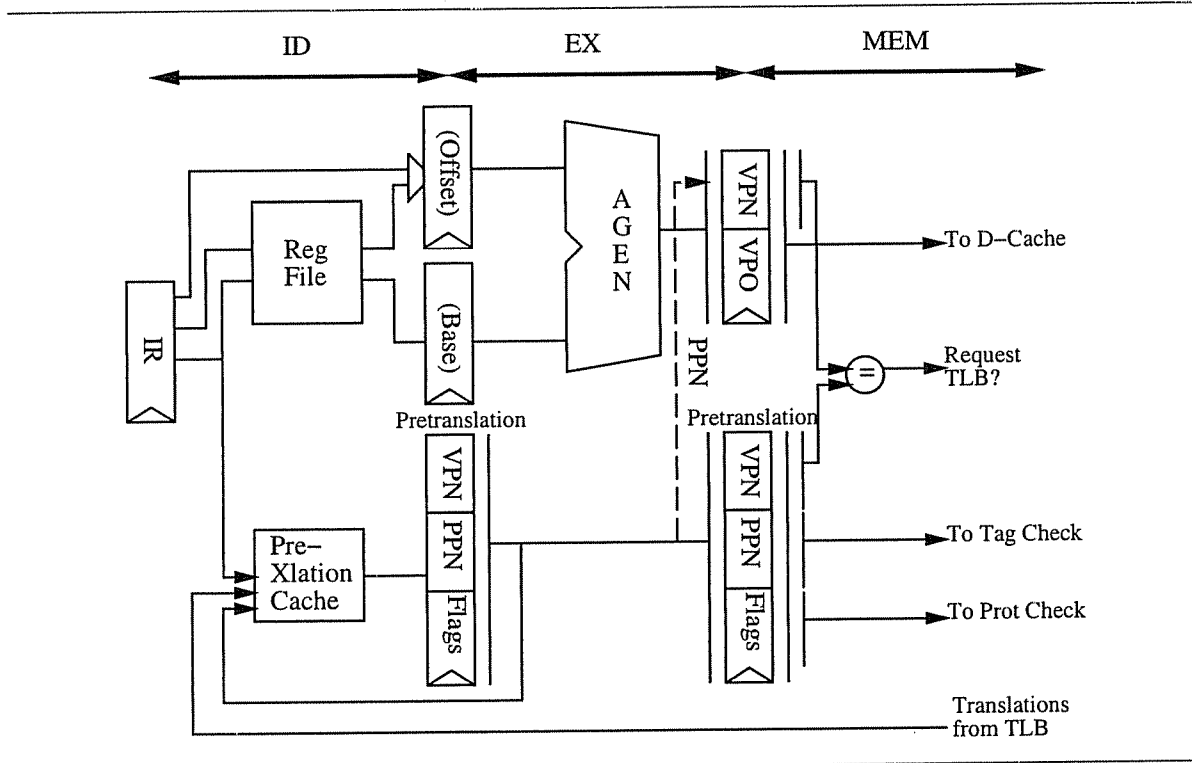 ID
EX
MEM
(Offset)
AGEN
VPN
VPO
To D-Cache
Reg
File
IR
(Base)
PPN
=
Request
TLB?
Pretranslation
Pretranslation
VPN
PPN
Flags
VPN
PPN
Flags
Pre-
Xlation
Cache
To Tag Check
To Prot Check
Translations
from TLB